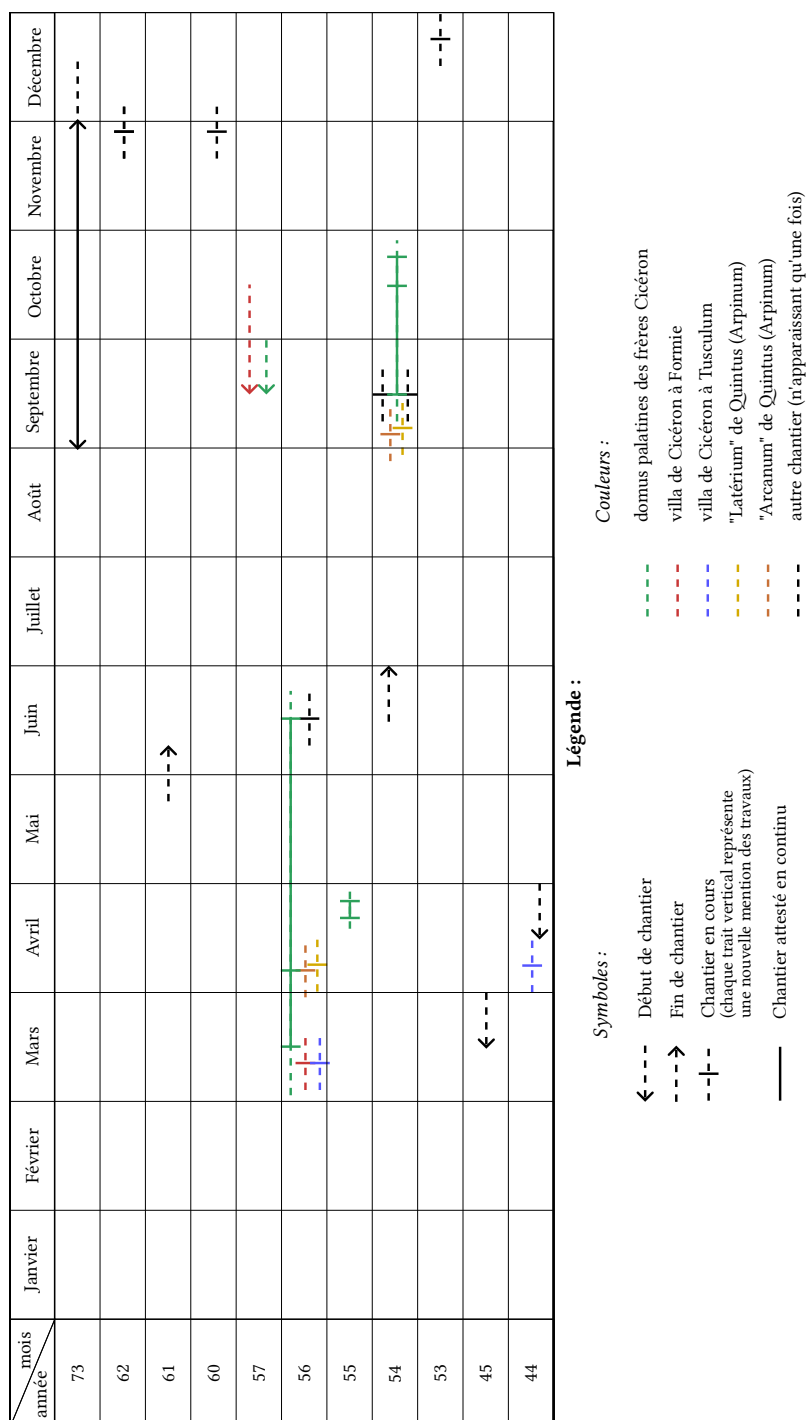 mois
année
Janvier
Février
Mars
Avril
Mai
Juin
Juillet
Août
Septembre
Octobre
Novembre
Décembre
73
62
61
60
57
56
55
54
53
45
44
Légende :
Symboles :
Début de chantier
Fin de chantier
Chantier en cours
(chaque trait vertical représente
une nouvelle mention des travaux)
Chantier attesté en continu
Couleurs :
domus palatines des frères Cicéron
villa de Cicéron à Formie
villa de Cicéron à Tusculum
"Latérium" de Quintus (Arpinum)
"Arcanum" de Quintus (Arpinum)
autre chantier (n'apparaissant qu'une fois)